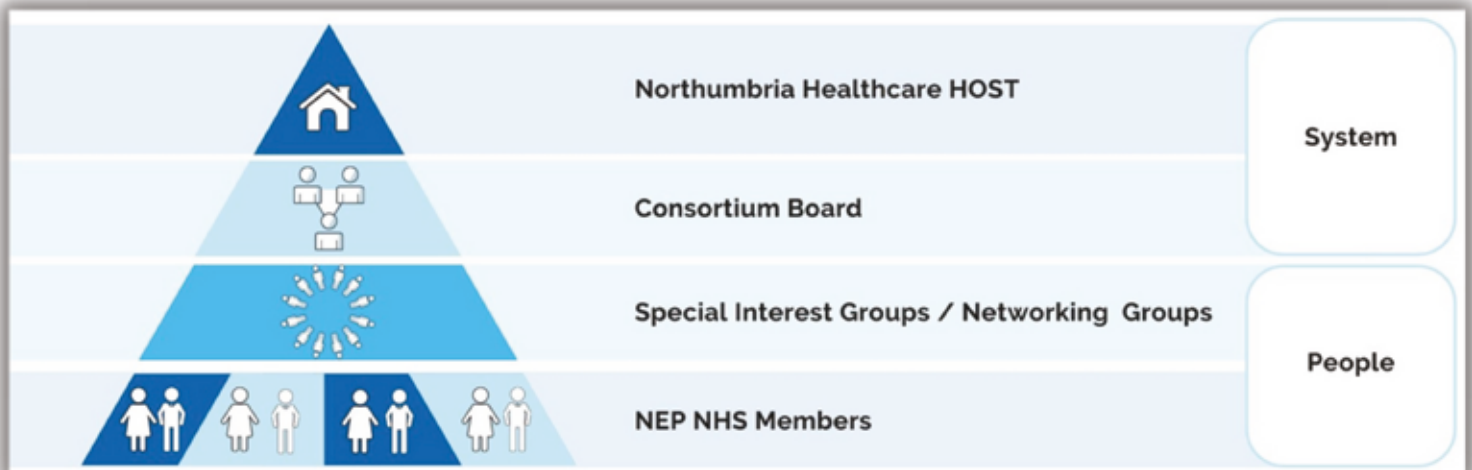 Northumbria Healthcare HOST
System
Consortium Board
Special Interest Groups / Networking Groups
People
NEP NHS Members